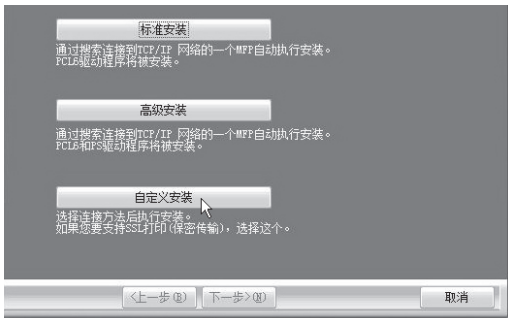 标准安装
通过搜索连接到TCP/IP 网络的一个MFP自动执行安装。
PCL6驱动程序将被安装。
高级安装
通过搜索连接到TCP/IP 网络的一个MFP自动执行安装。
PCL6和PS驱动程序将被安装。
自定义安装
选择连接方法后执行安装。
如果您要支持SSL打印(保密传输)，选择这个。
<上一步(B) 下一步>(N) 取消